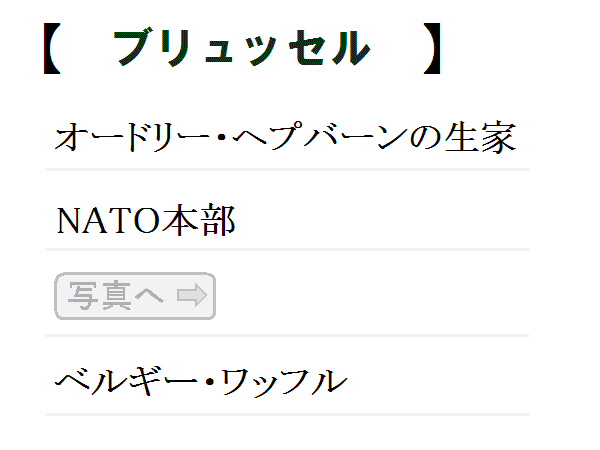 【　ブリュッセル　】
オードリー・ヘプバーンの生家
NATO本部
写真へ ⇨
ベルギー・ワッフル